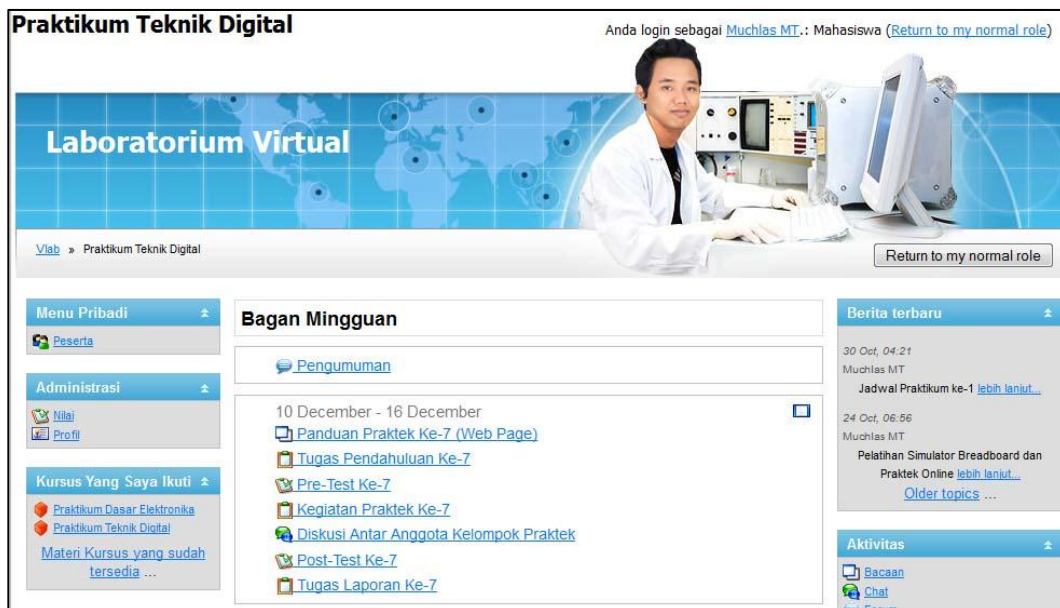 Praktikum Teknik Digital
Anda login sebagai Muchlas MT.: Mahasiswa (Return to my normal role)
Laboratorium Virtual
Vlab » Praktikum Teknik Digital
Return to my normal role
Menu Pribadi
Peserta
Administrasi
Nilai
Profil
Kursus Yang Saya Ikuti
Praktikum Dasar Elektronika
Praktikum Teknik Digital
Materi Kursus yang sudah
tersedia ...
Bagan Mingguan
Pengumuman
10 December - 16 December
Panduan Praktek Ke-7 (Web Page)
Tugas Pendahuluan Ke-7
Pre-Test Ke-7
Kegiatan Praktek Ke-7
Diskusi Antar Anggota Kelompok Praktek
Post-Test Ke-7
Tugas Laporan Ke-7
Berita terbaru
30 Oct, 04:21
Muchlas MT
Jadwal Praktikum ke-1 lebih lanjut...
24 Oct, 06:56
Muchlas MT
Pelatihan Simulator Breadboard dan
Praktek Online lebih lanjut...
Older topics ...
Aktivitas
Bacaan
Chat